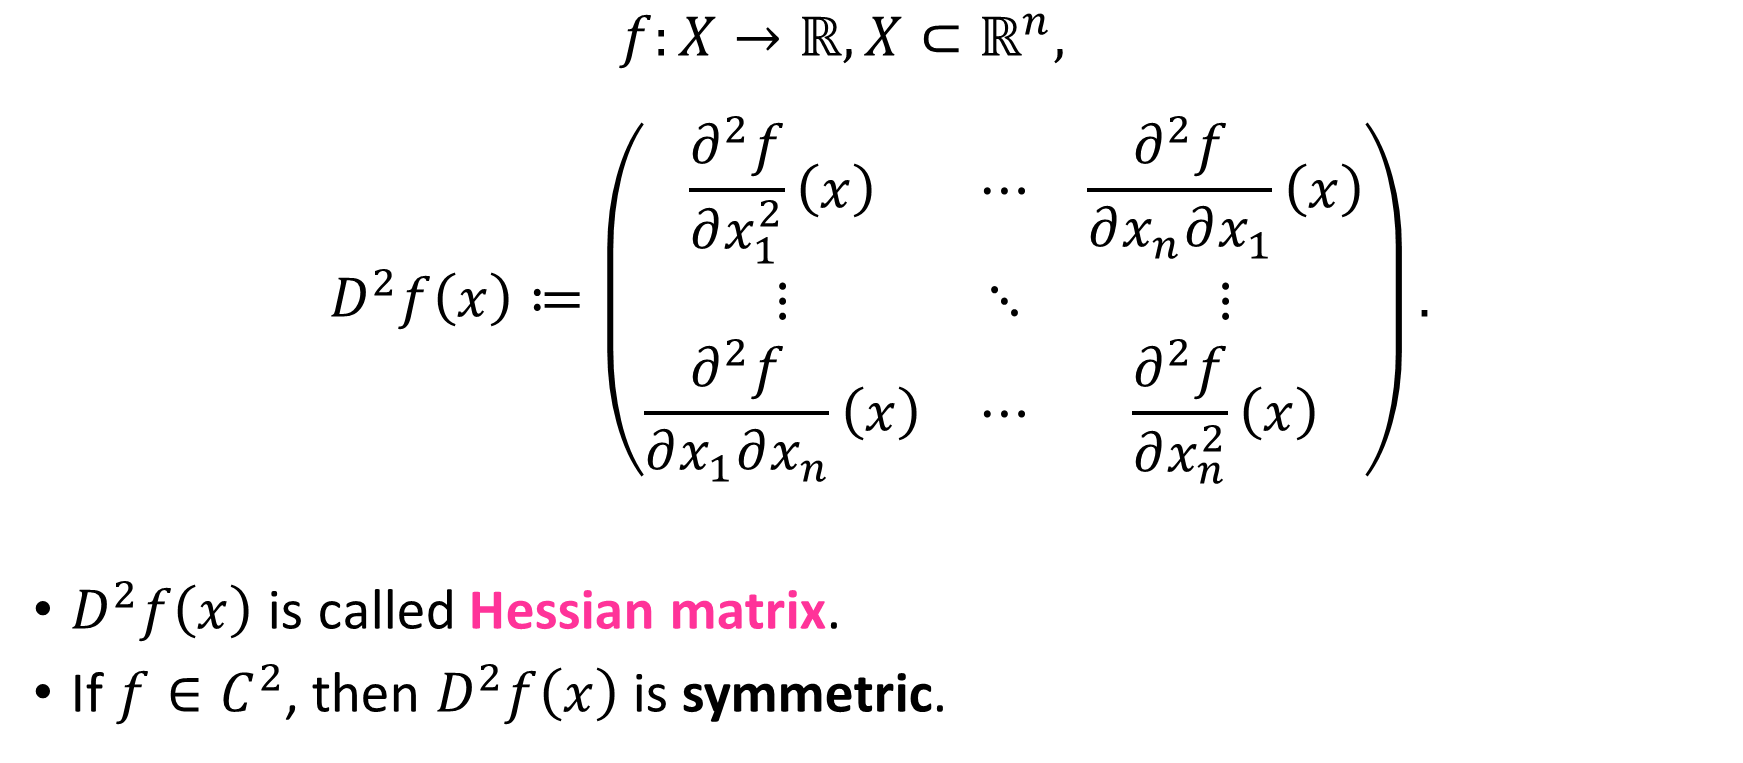 f: X → ℝ, X ⊂ ℝⁿ,
D²f(x) ≔ ( ∂²f/∂x₁² (x) ⋯ ∂²f/∂xₙ∂x₁ (x)
⋮ ⋱ ⋮
∂²f/∂x₁∂xₙ (x) ⋯ ∂²f/∂xₙ² (x) ) .
• D²f(x) is called Hessian matrix.
• If f ∈ C², then D²f(x) is symmetric.